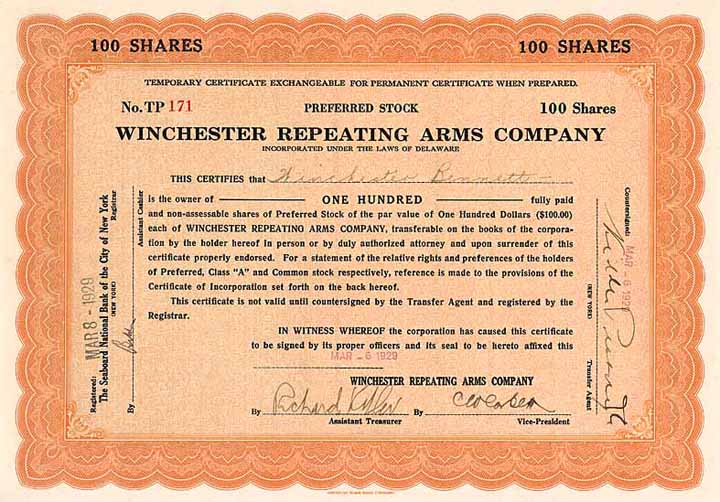 100 SHARES 100 SHARES
TEMPORARY CERTIFICATE EXCHANGEABLE FOR PERMANENT CERTIFICATE WHEN PREPARED.
No. TP 171 PREFERRED STOCK 100 Shares
WINCHESTER REPEATING ARMS COMPANY
INCORPORATED UNDER THE LAWS OF DELAWARE
THIS CERTIFIES that Winchester Bennett
is the owner of ONE HUNDRED fully paid
and non-assessable shares of Preferred Stock of the par value of One Hundred Dollars ($100.00)
each of WINCHESTER REPEATING ARMS COMPANY, transferable on the books of the corpora-
tion by the holder hereof in person or by duly authorized attorney and upon surrender of this
certificate properly endorsed. For a statement of the relative rights and preferences of the holders
of Preferred, Class "A" and Common stock respectively, reference is made to the provisions of the
Certificate of Incorporation set forth on the back hereof.
This certificate is not valid until countersigned by the Transfer Agent and registered by the
Registrar.
IN WITNESS WHEREOF the corporation has caused this certificate
to be signed by its proper officers and its seal to be hereto affixed this
MAR -6 1929
WINCHESTER REPEATING ARMS COMPANY
By Richard By
Assistant Treasurer Vice-President
Registered: MAR 8 - 1929
The Seaboard National Bank of the City of New York
(NEW YORK) Registrar
By Assistant Cashier
Countersigned: MAR -6 1929
(NEW YORK) Transfer Agent